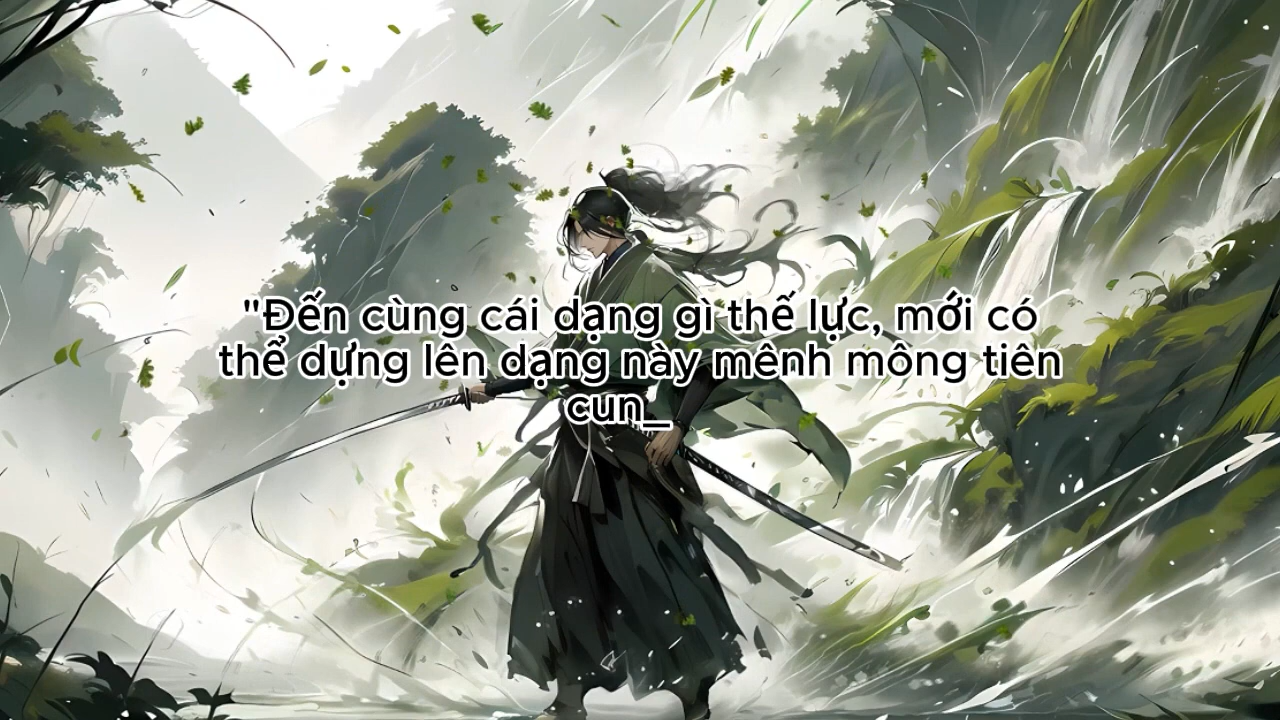 "Đến cùng cái dạng gì thế lực, mới có
thể dựng lên dạng này mênh mông tiên
cun_